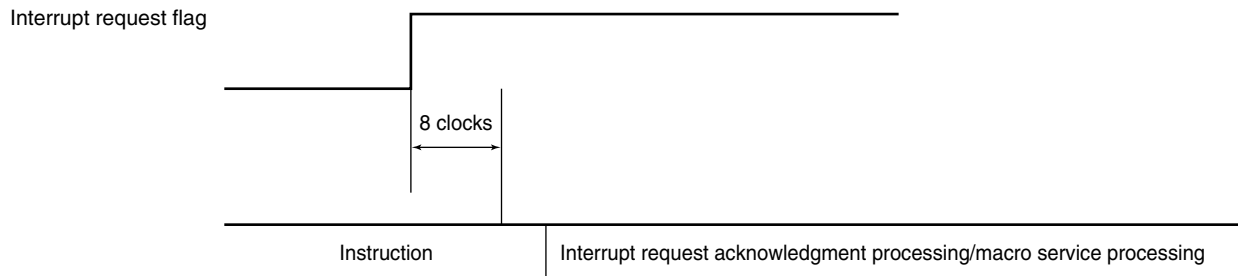 Interrupt request flag
8 clocks
Instruction
Interrupt request acknowledgment processing/macro service processing